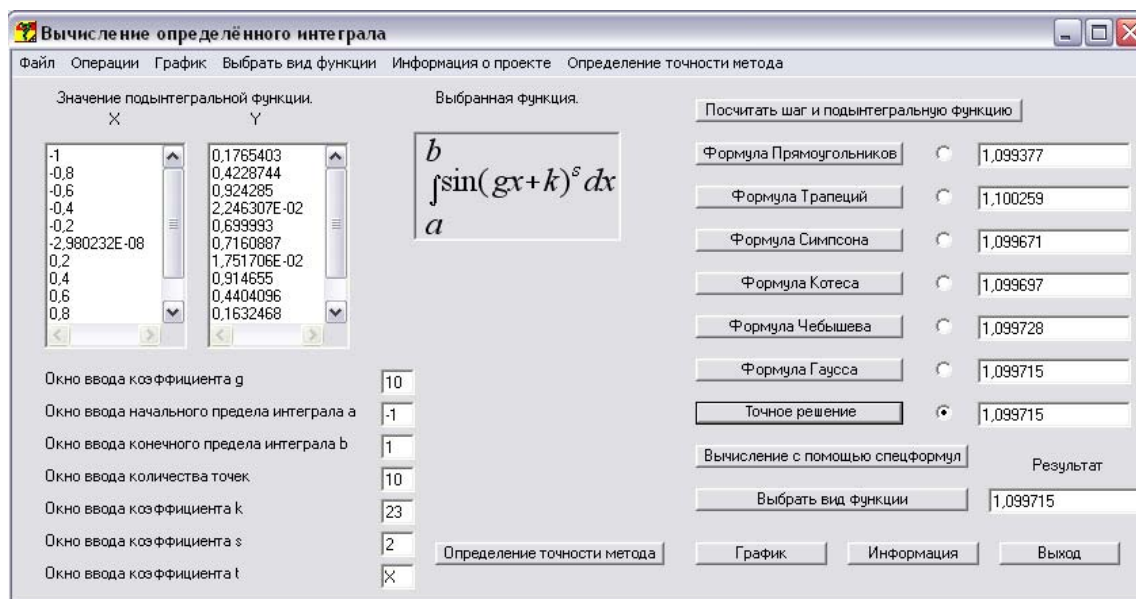 Вычисление определённого интеграла
Файл Операции График Выбрать вид функции Информация о проекте Определение точности метода
Значение подынтегральной функции.
X Y
-1
-0,8
-0,6
-0,4
-0,2
-2,980232E-08
0,2
0,4
0,6
0,8
0,1765403
0,4228744
0,924285
2,246307E-02
0,699993
0,7160887
1,751706E-02
0,914655
0,4404096
0,1632468
Выбранная функция.
b
∫sin(gx+k)^s dx
a
Посчитать шаг и подынтегральную функцию
Формула Прямоугольников 1,099377
Формула Трапеций 1,100259
Формула Симпсона 1,099671
Формула Котеса 1,099697
Формула Чебышева 1,099728
Формула Гаусса 1,099715
Точное решение 1,099715
Вычисление с помощью спецформул
Результат
Выбрать вид функции 1,099715
Окно ввода коэффициента g 10
Окно ввода начального предела интеграла a -1
Окно ввода конечного предела интеграла b 1
Окно ввода количества точек 10
Окно ввода коэффициента k 23
Окно ввода коэффициента s 2
Окно ввода коэффициента t X
Определение точности метода График Информация Выход